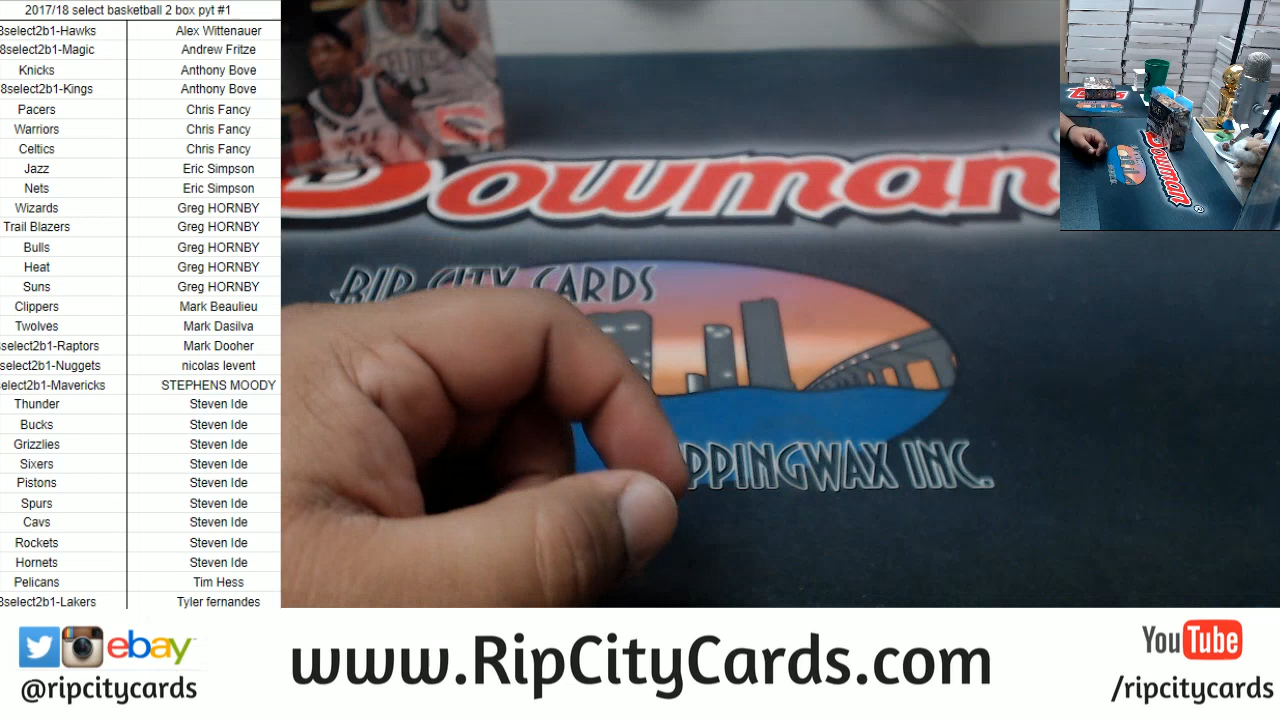 2017/18 select basketball 2 box pyt #1
8select2b1-Hawks Alex Wittenauer
8select2b1-Magic Andrew Fritze
Knicks Anthony Bove
8select2b1-Kings Anthony Bove
Pacers Chris Fancy
Warriors Chris Fancy
Celtics Chris Fancy
Jazz Eric Simpson
Nets Eric Simpson
Wizards Greg HORNBY
Trail Blazers Greg HORNBY
Bulls Greg HORNBY
Heat Greg HORNBY
Suns Greg HORNBY
Clippers Mark Beaulieu
Twolves Mark Dasilva
select2b1-Raptors Mark Dooher
select2b1-Nuggets nicolas levent
elect2b1-Mavericks STEPHENS MOODY
Thunder Steven Ide
Bucks Steven Ide
Grizzlies Steven Ide
Sixers Steven Ide
Pistons Steven Ide
Spurs Steven Ide
Cavs Steven Ide
Rockets Steven Ide
Hornets Steven Ide
Pelicans Tim Hess
8select2b1-Lakers Tyler fernandes
CELTICS
Bowman
RIP CITY CARDS
PPINGWAX INC.
Bowman®
ebay
@ripcitycards
www.RipCityCards.com
YouTube
/ripcitycards